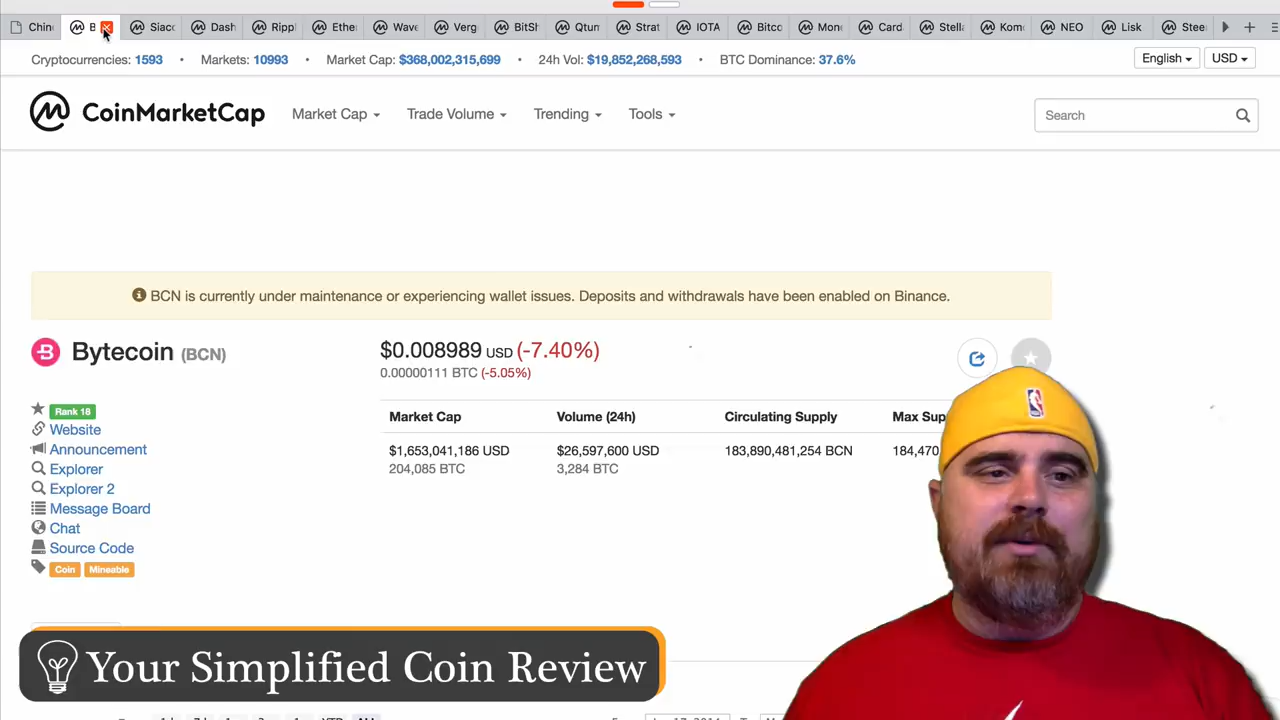 Chin
B
Siac
Dash
Rippl
Ethe
Wave
Verg
BitSl
Qtun
Strat
IOTA
Bitco
Mon
Card
Stella
Kom
NEO
Lisk
Stee
Cryptocurrencies: 1593 • Markets: 10993 • Market Cap: $368,002,315,699 • 24h Vol: $19,852,268,593 • BTC Dominance: 37.6%
English
USD
CoinMarketCap
Market Cap
Trade Volume
Trending
Tools
Search
BCN is currently under maintenance or experiencing wallet issues. Deposits and withdrawals have been enabled on Binance.
Bytecoin (BCN)
$0.008989 USD (-7.40%)
0.00000111 BTC (-5.05%)
Rank 18
Website
Announcement
Explorer
Explorer 2
Message Board
Chat
Source Code
Coin Mineable
Market Cap
$1,653,041,186 USD
204,085 BTC
Volume (24h)
$26,597,600 USD
3,284 BTC
Circulating Supply
183,890,481,254 BCN
Max Sup
184,470
Your Simplified Coin Review